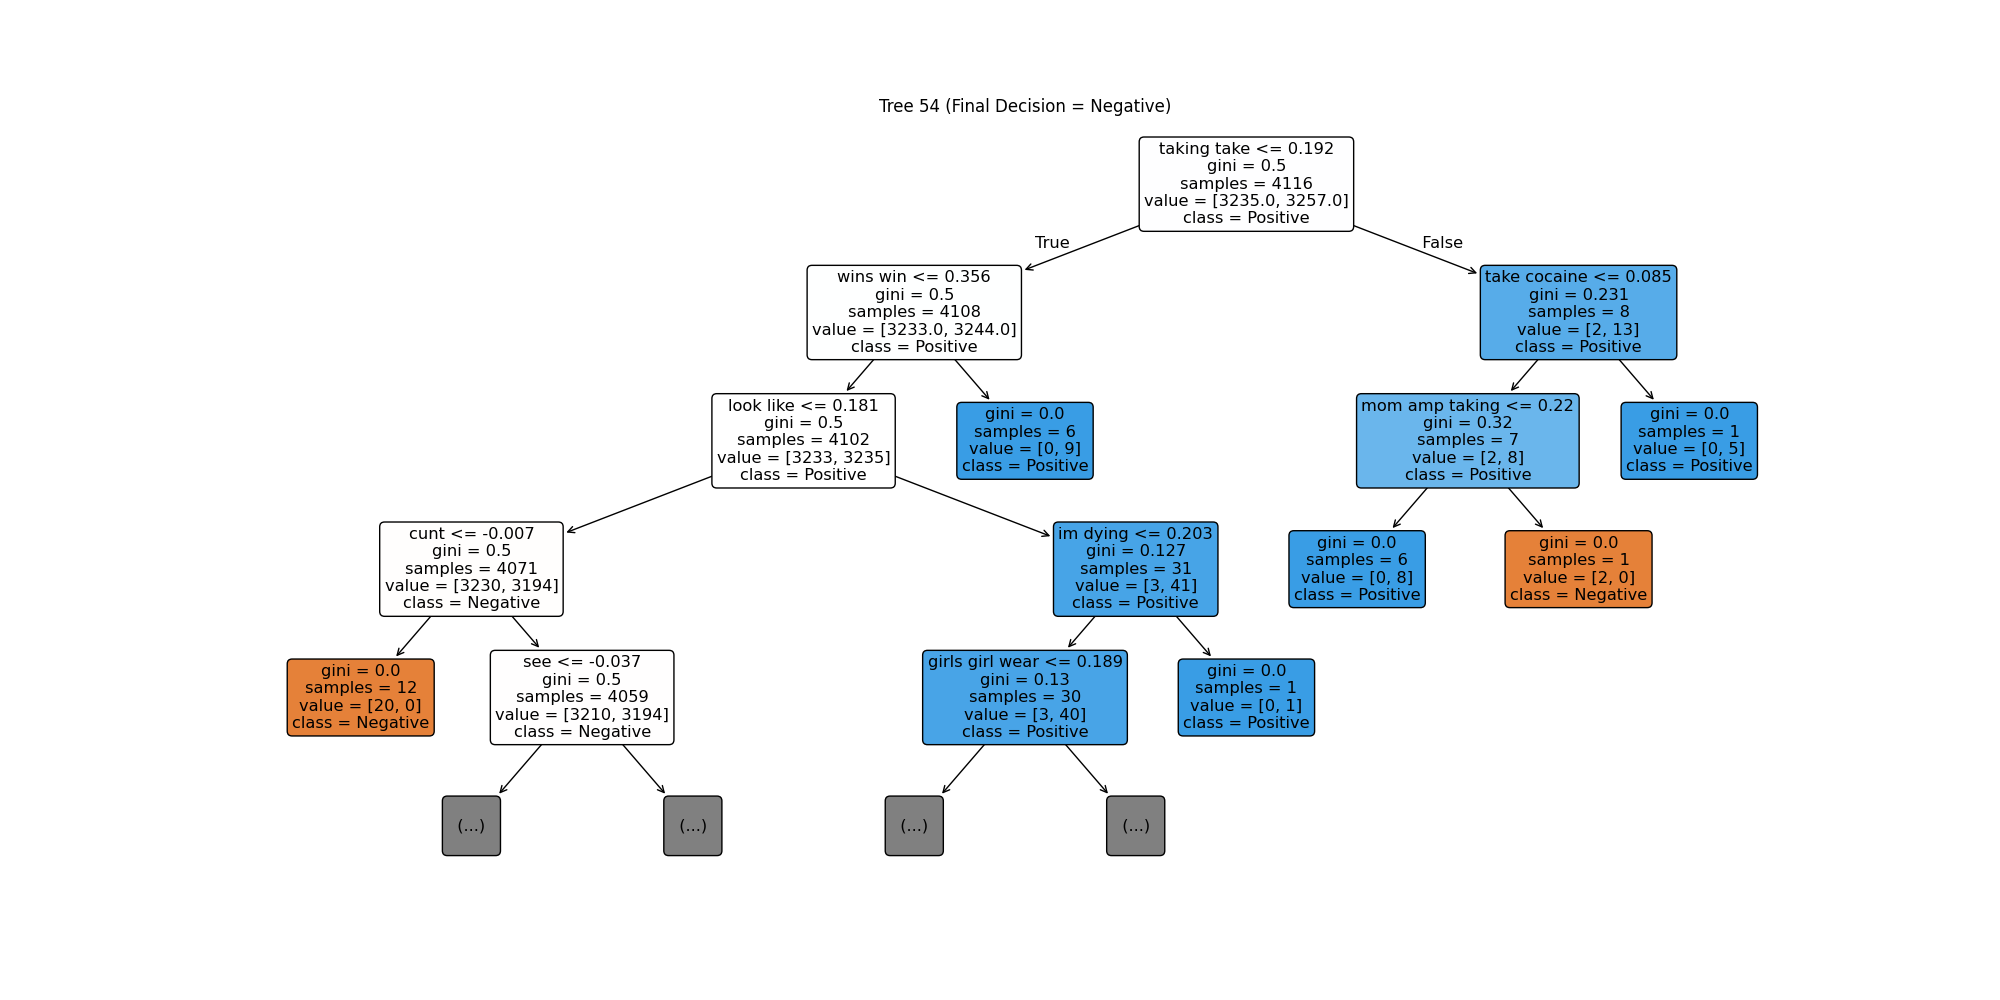 Tree 54 (Final Decision = Negative)
taking take <= 0.192
gini = 0.5
samples = 4116
value = [3235.0, 3257.0]
class = Positive
True
False
wins win <= 0.356
gini = 0.5
samples = 4108
value = [3233.0, 3244.0]
class = Positive
take cocaine <= 0.085
gini = 0.231
samples = 8
value = [2, 13]
class = Positive
look like <= 0.181
gini = 0.5
samples = 4102
value = [3233, 3235]
class = Positive
gini = 0.0
samples = 6
value = [0, 9]
class = Positive
mom amp taking <= 0.22
gini = 0.32
samples = 7
value = [2, 8]
class = Positive
gini = 0.0
samples = 1
value = [0, 5]
class = Positive
cunt <= -0.007
gini = 0.5
samples = 4071
value = [3230, 3194]
class = Negative
im dying <= 0.203
gini = 0.127
samples = 31
value = [3, 41]
class = Positive
gini = 0.0
samples = 6
value = [0, 8]
class = Positive
gini = 0.0
samples = 1
value = [2, 0]
class = Negative
gini = 0.0
samples = 12
value = [20, 0]
class = Negative
see <= -0.037
gini = 0.5
samples = 4059
value = [3210, 3194]
class = Negative
girls girl wear <= 0.189
gini = 0.13
samples = 30
value = [3, 40]
class = Positive
gini = 0.0
samples = 1
value = [0, 1]
class = Positive
(...)
(...)
(...)
(...)